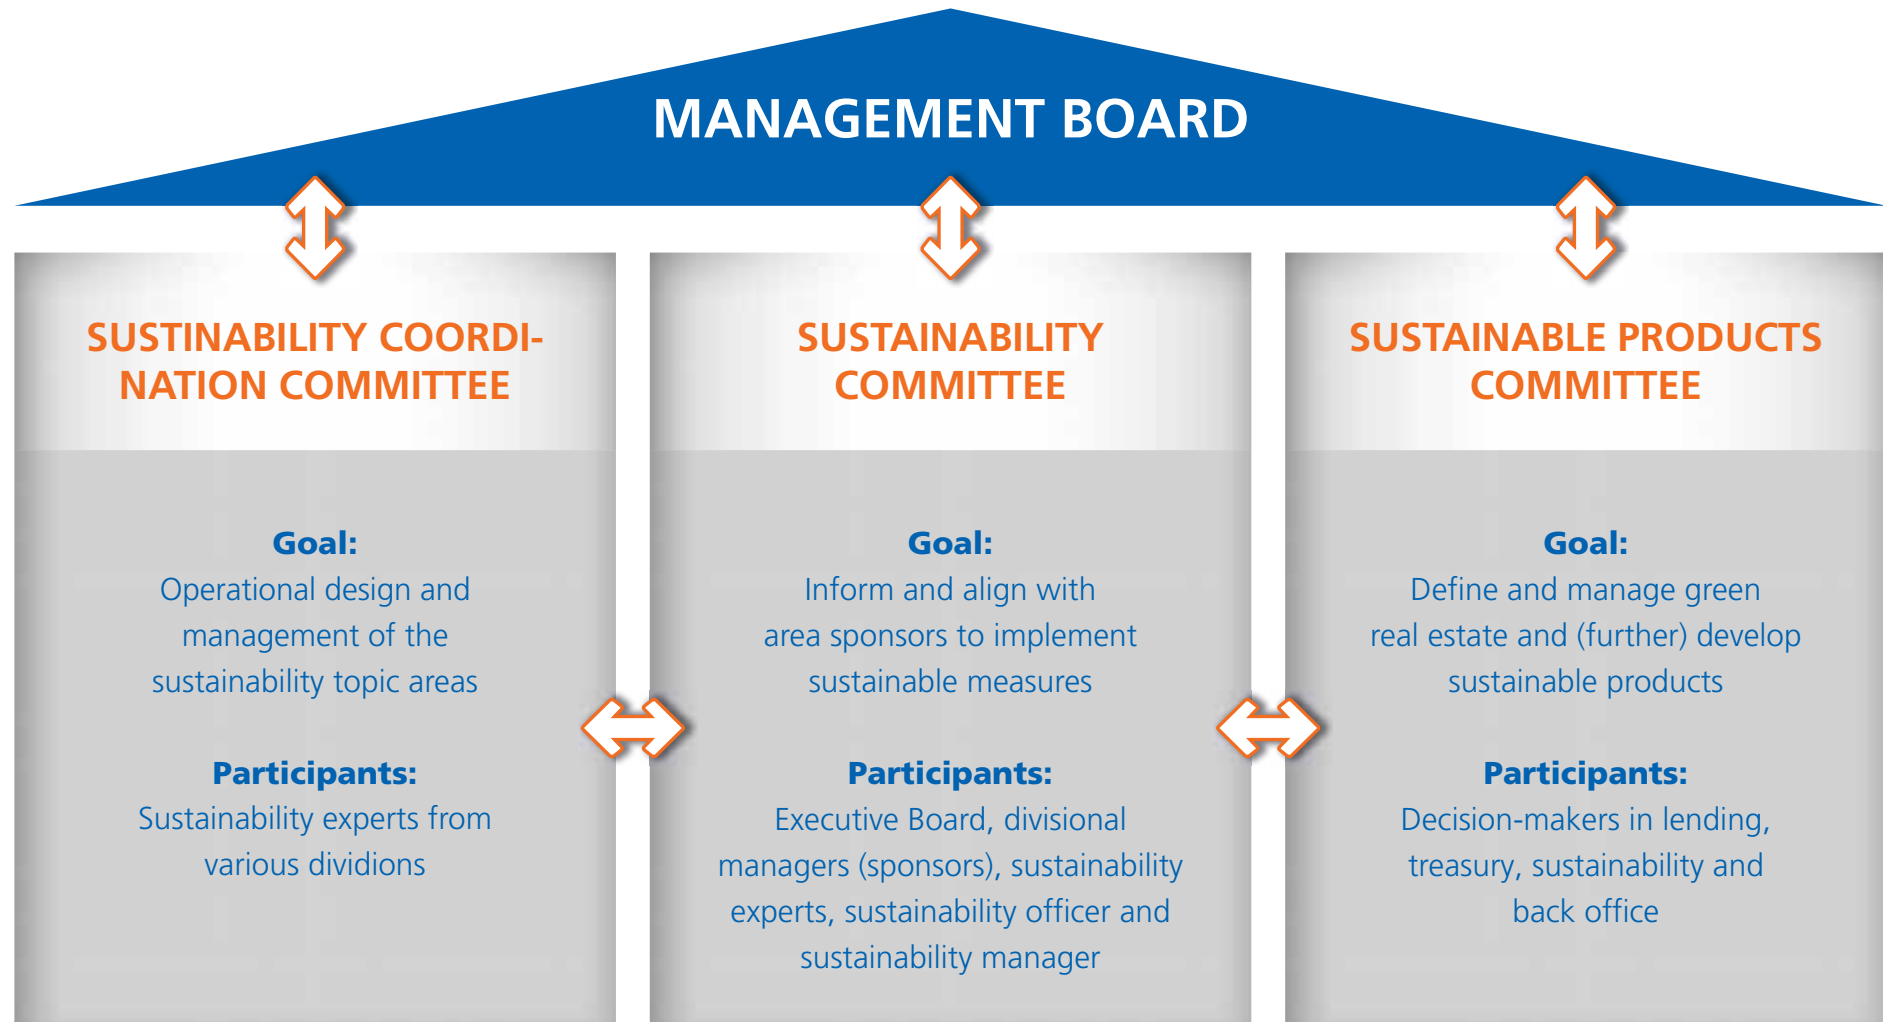 MANAGEMENT BOARD
SUSTINABILITY COORDI-
NATION COMMITTEE
Goal:
Operational design and
management of the
sustainability topic areas
Participants:
Sustainability experts from
various dividions
SUSTAINABILITY
COMMITTEE
Goal:
Inform and align with
area sponsors to implement
sustainable measures
Participants:
Executive Board, divisional
managers (sponsors), sustainability
experts, sustainability officer and
sustainability manager
SUSTAINABLE PRODUCTS
COMMITTEE
Goal:
Define and manage green
real estate and (further) develop
sustainable products
Participants:
Decision-makers in lending,
treasury, sustainability and
back office